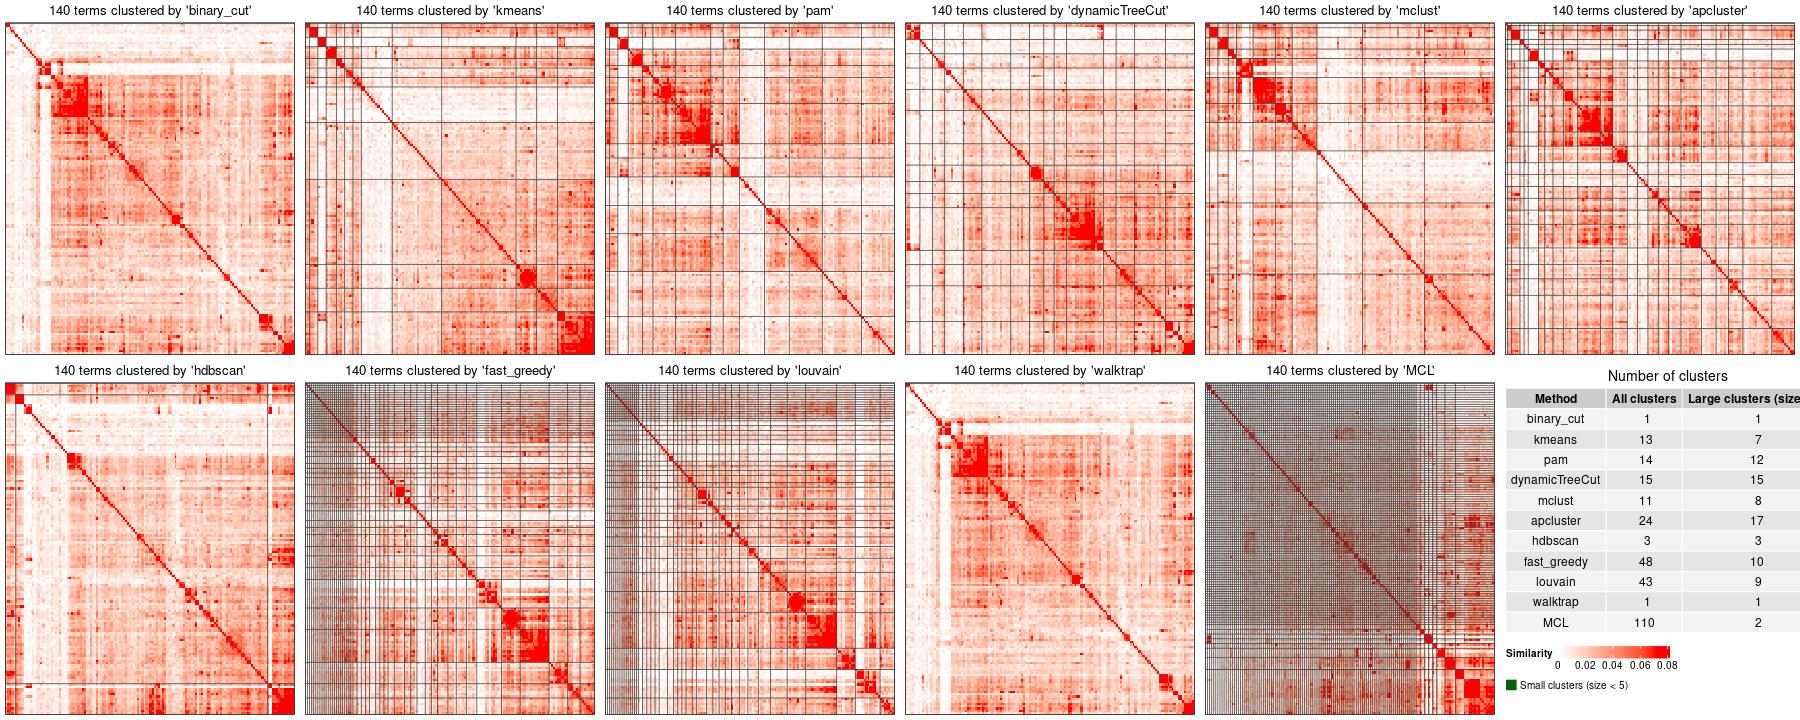 140 terms clustered by 'binary_cut'
140 terms clustered by 'kmeans'
140 terms clustered by 'pam'
140 terms clustered by 'dynamicTreeCut'
140 terms clustered by 'mclust'
140 terms clustered by 'apcluster'
140 terms clustered by 'hdbscan'
140 terms clustered by 'fast_greedy'
140 terms clustered by 'louvain'
140 terms clustered by 'walktrap'
140 terms clustered by 'MCL'
Number of clusters
Method All clusters Large clusters (size
binary_cut 1 1
kmeans 13 7
pam 14 12
dynamicTreeCut 15 15
mclust 11 8
apcluster 24 17
hdbscan 3 3
fast_greedy 48 10
louvain 43 9
walktrap 1 1
MCL 110 2
Similarity
0 0.02 0.04 0.06 0.08
Small clusters (size < 5)